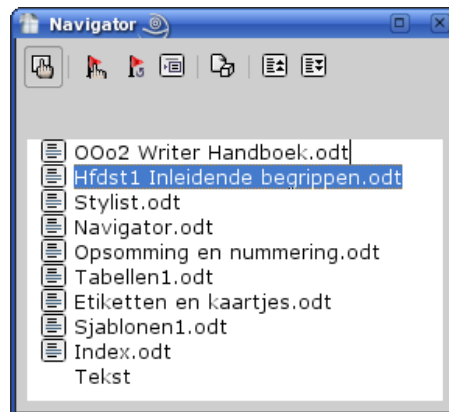 Navigator
OOo2 Writer Handboek.odt
Hfdst1 Inleidende begrippen.odt
Stylist.odt
Navigator.odt
Opsomming en nummering.odt
Tabellen1.odt
Etiketten en kaartjes.odt
Sjablonen1.odt
Index.odt
Tekst